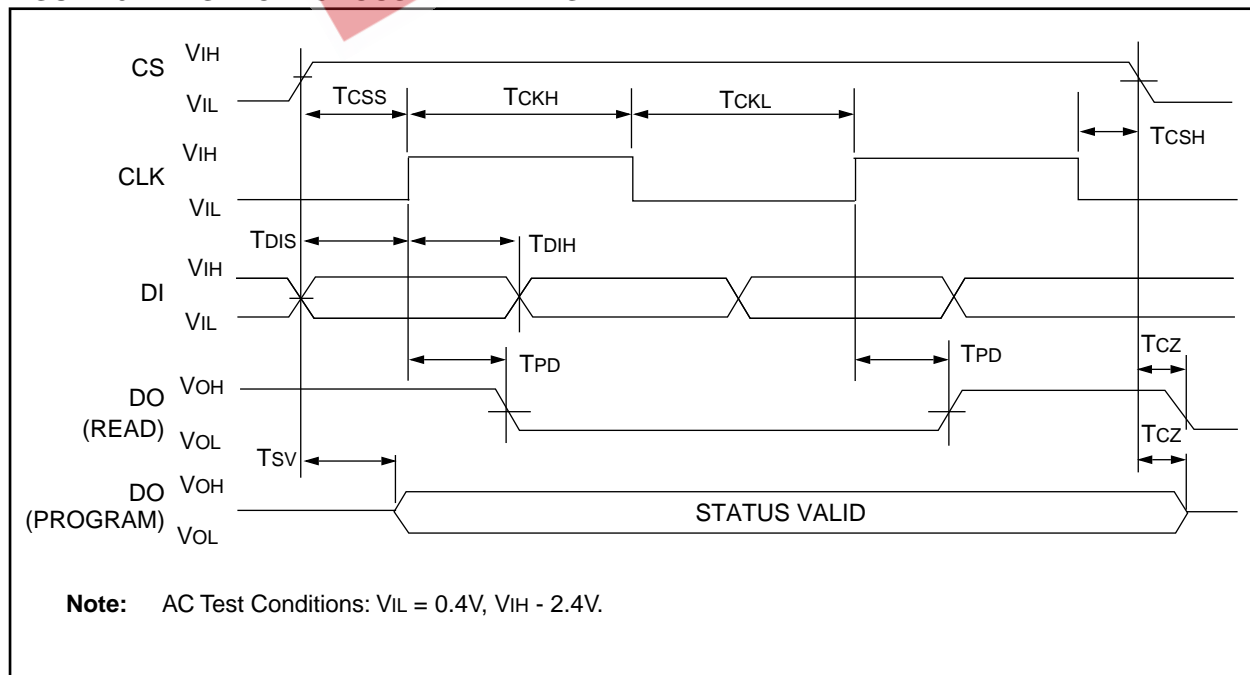 CS VIH
VIL
TCSS TCKH TCKL
TCSH
CLK VIH
VIL
TDIS TDIH
DI VIH
VIL
TPD TPD TCZ
DO (READ) VOH
VOL
TSV TCZ
DO (PROGRAM) VOH
VOL
STATUS VALID
Note: AC Test Conditions: VIL = 0.4V, VIH - 2.4V.